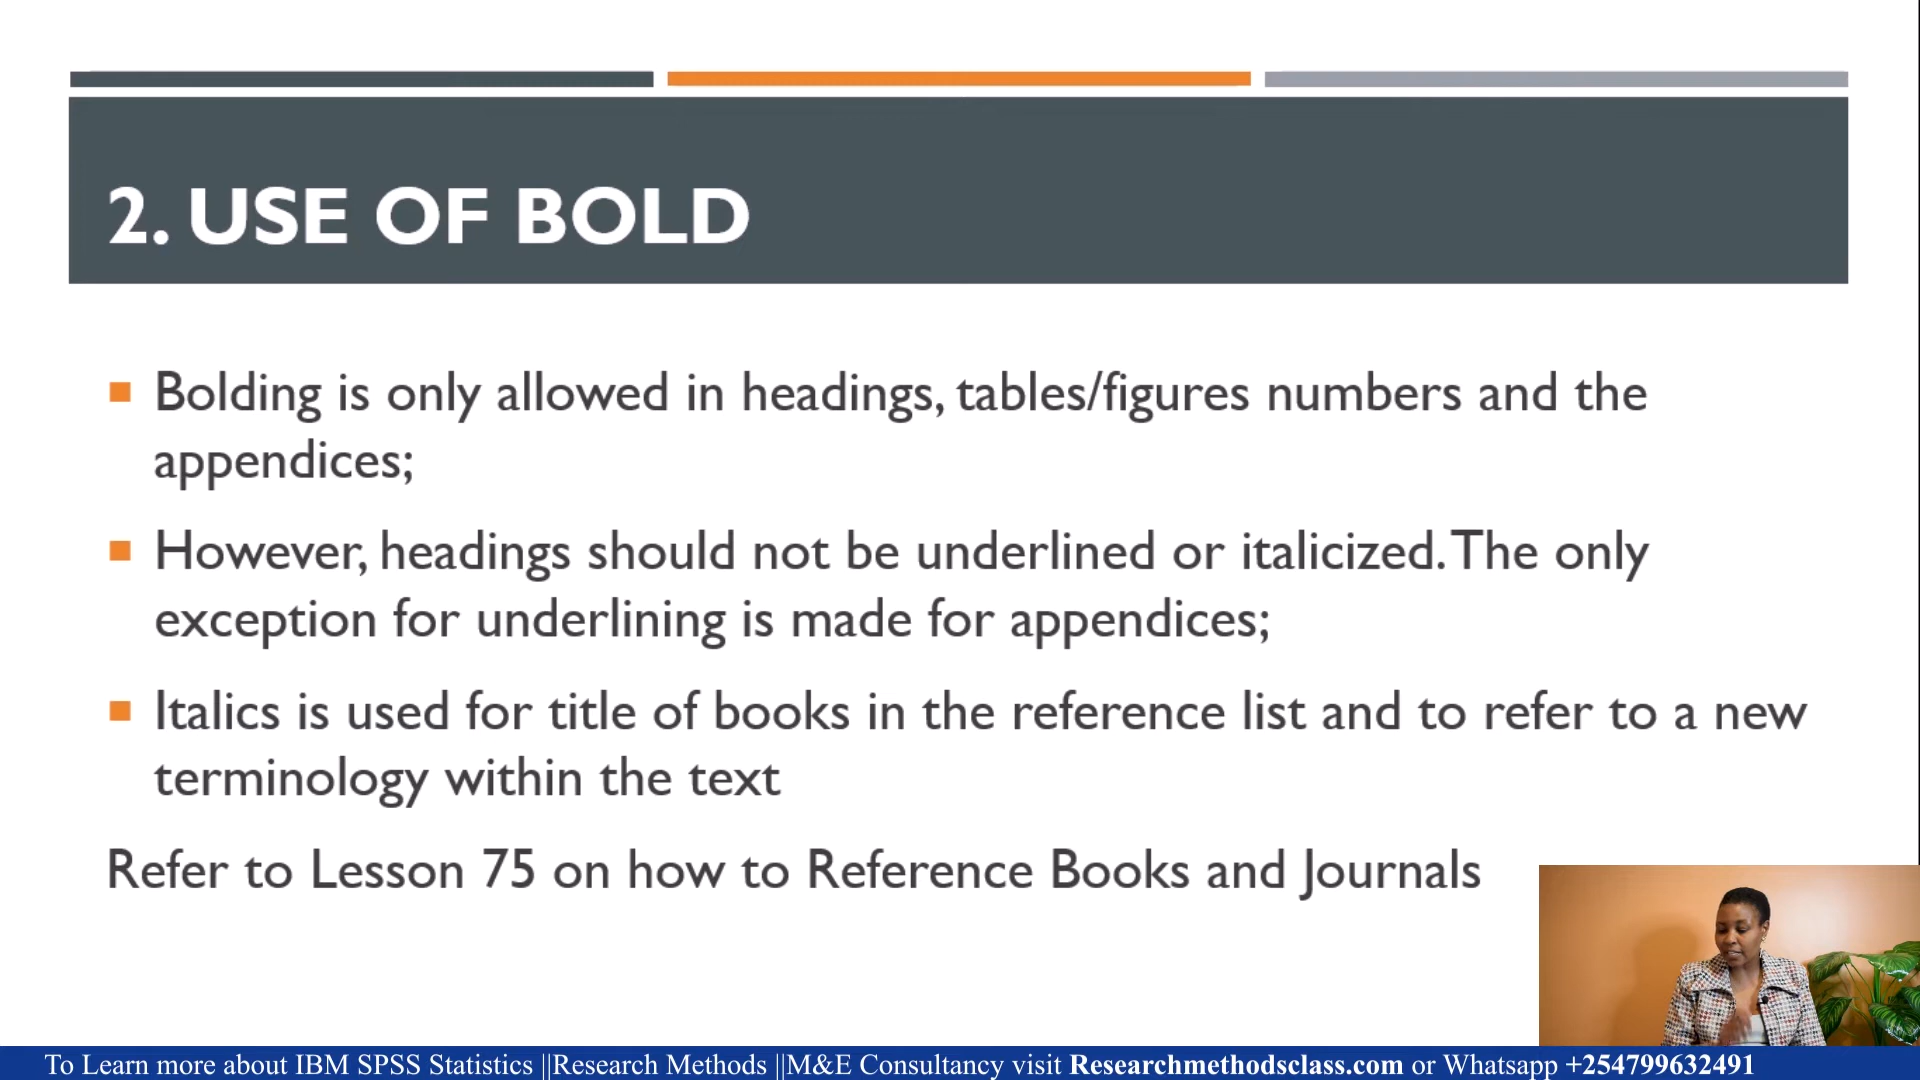 2. USE OF BOLD
Bolding is only allowed in headings, tables/figures numbers and the
appendices;
However, headings should not be underlined or italicized. The only
exception for underlining is made for appendices;
Italics is used for title of books in the reference list and to refer to a new
terminology within the text
Refer to Lesson 75 on how to Reference Books and Journals
To Learn more about IBM SPSS Statistics ||Research Methods ||M&E Consultancy visit Researchmethodsclass.com or Whatsapp +254799632491